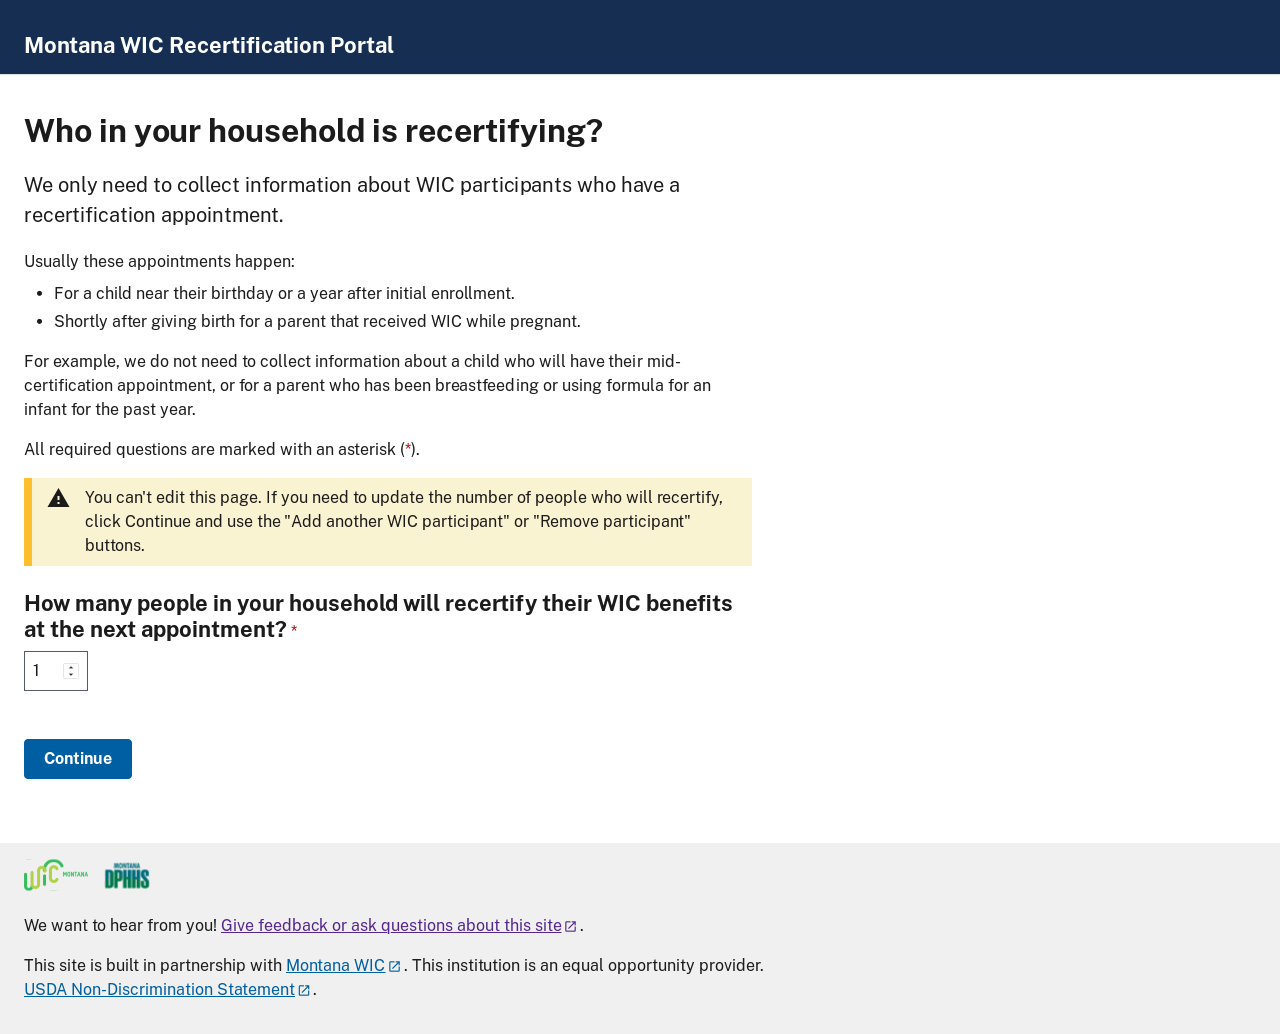 Montana WIC Recertification Portal
Who in your household is recertifying?
We only need to collect information about WIC participants who have a
recertification appointment.
Usually these appointments happen:
• For a child near their birthday or a year after initial enrollment.
• Shortly after giving birth for a parent that received WIC while pregnant.
For example, we do not need to collect information about a child who will have their mid-
certification appointment, or for a parent who has been breastfeeding or using formula for an
infant for the past year.
All required questions are marked with an asterisk (*).
You can't edit this page. If you need to update the number of people who will recertify,
click Continue and use the "Add another WIC participant" or "Remove participant"
buttons.
How many people in your household will recertify their WIC benefits
at the next appointment? *
1
Continue
WIC MONTANA
MONTANA
DPHHS
We want to hear from you! Give feedback or ask questions about this site.
This site is built in partnership with Montana WIC. This institution is an equal opportunity provider.
USDA Non-Discrimination Statement.